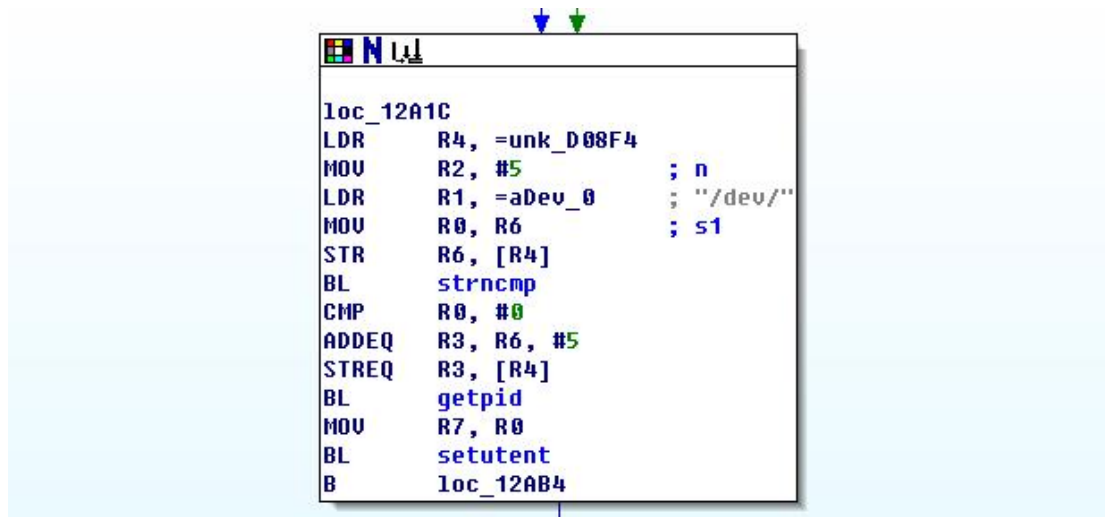 N
loc_12A1C
LDR R4, =unk_D08F4
MOV R2, #5 ; n
LDR R1, =aDev_0 ; "/dev/"
MOV R0, R6 ; s1
STR R6, [R4]
BL strncmp
CMP R0, #0
ADDEQ R3, R6, #5
STREQ R3, [R4]
BL getpid
MOV R7, R0
BL setutent
B loc_12AB4